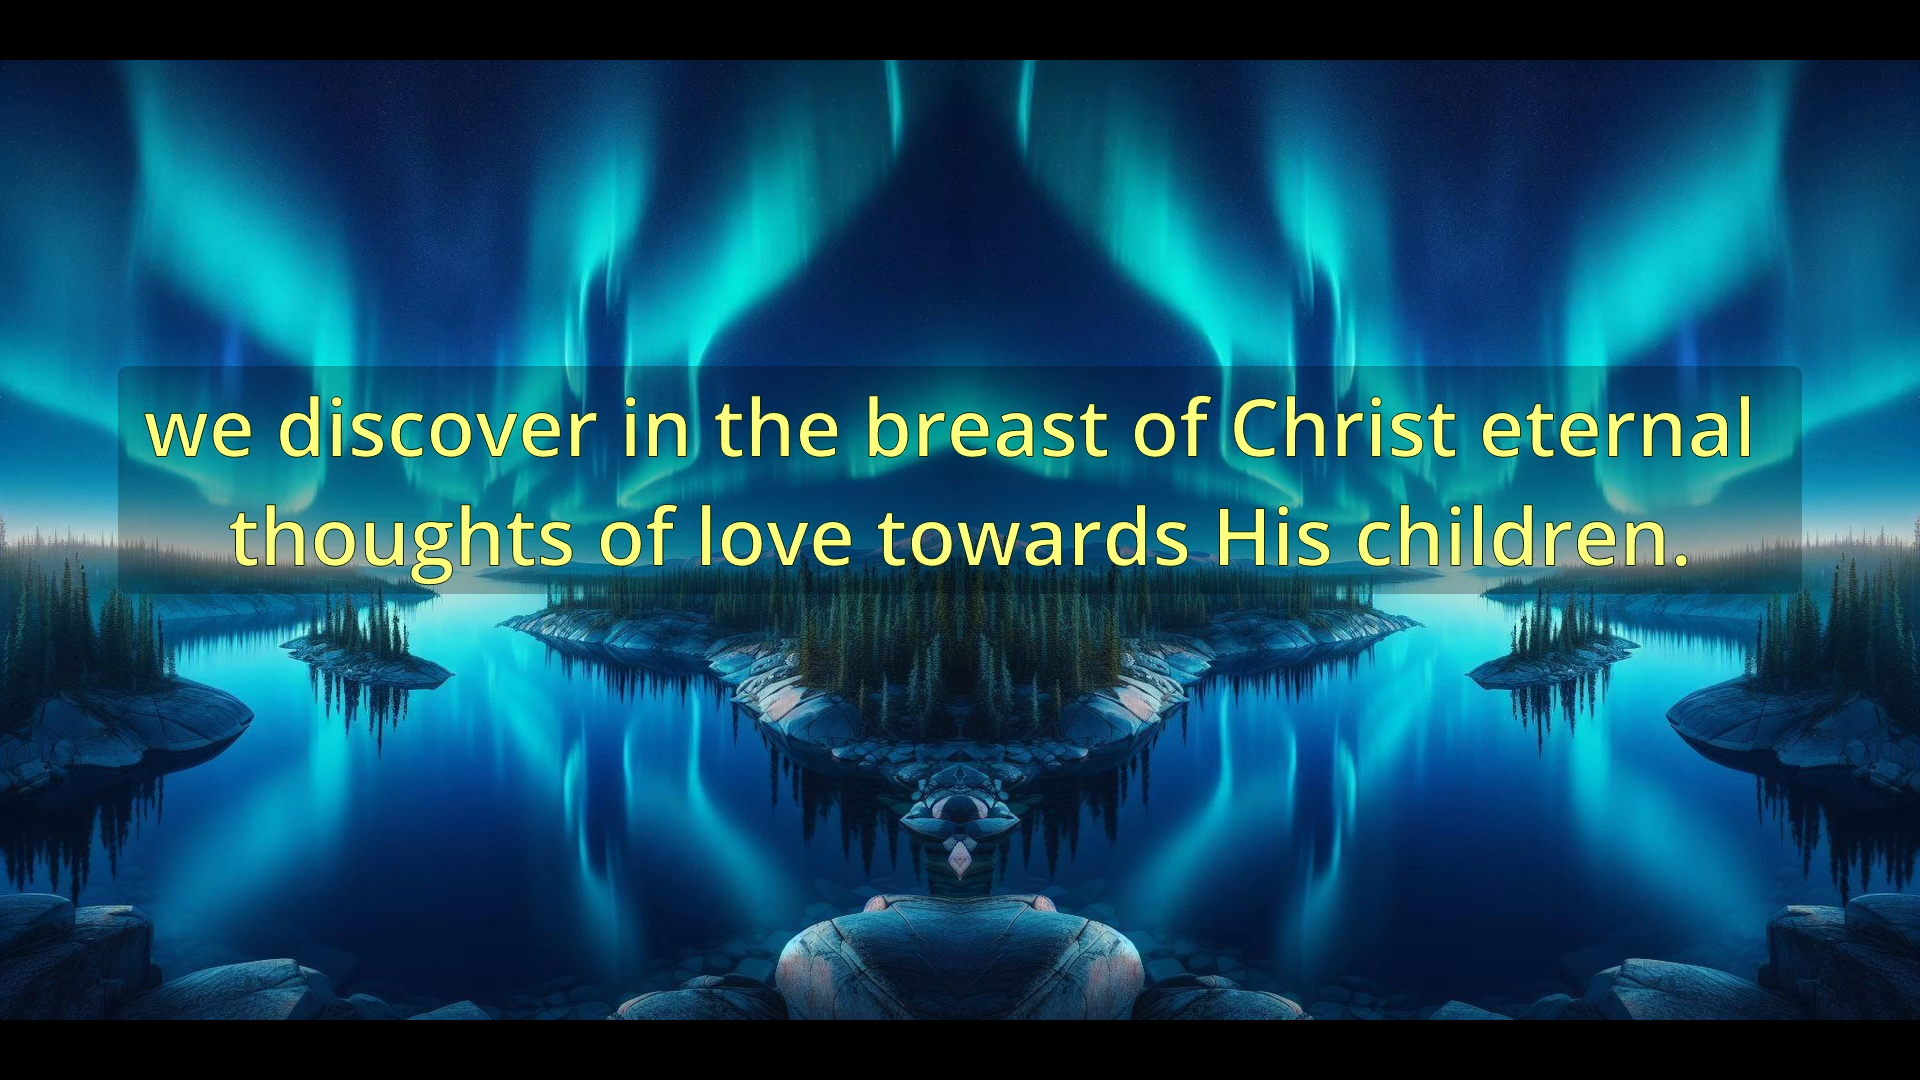 we discover in the breast of Christ eternal
thoughts of love towards His children.